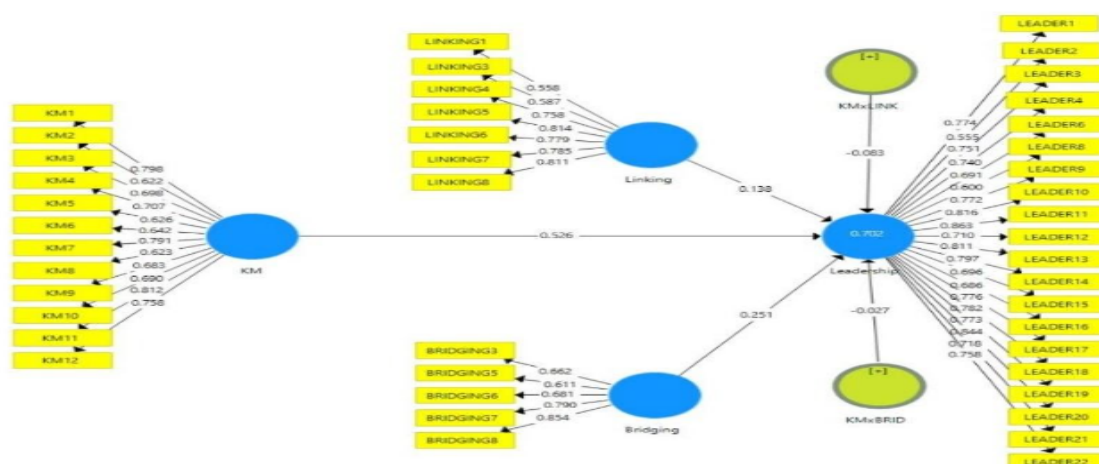 KM1
KM2
KM3
KM4
KM5
KM6
KM7
KM8
KM9
KM10
KM11
KM12
0.798
0.622
0.698
0.707
0.626
0.642
0.791
0.623
0.683
0.690
0.812
0.758
KM
LINKING1
LINKING3
LINKING4
LINKING5
LINKING6
LINKING7
LINKING8
0.558
0.587
0.758
0.814
0.779
0.785
0.811
Linking
0.138
0.526
BRIDGING3
BRIDGING5
BRIDGING6
BRIDGING7
BRIDGING8
0.662
0.611
0.681
0.790
0.854
Bridging
0.251
[+]
KMxLINK
-0.083
0.702
Leadership
-0.027
[+]
KMxBRID
0.774
0.555
0.751
0.740
0.691
0.600
0.772
0.816
0.863
0.710
0.811
0.797
0.696
0.686
0.776
0.782
0.773
0.844
0.718
0.758
LEADER1
LEADER2
LEADER3
LEADER4
LEADER6
LEADER8
LEADER9
LEADER10
LEADER11
LEADER12
LEADER13
LEADER14
LEADER15
LEADER16
LEADER17
LEADER18
LEADER19
LEADER20
LEADER21
LEADER22